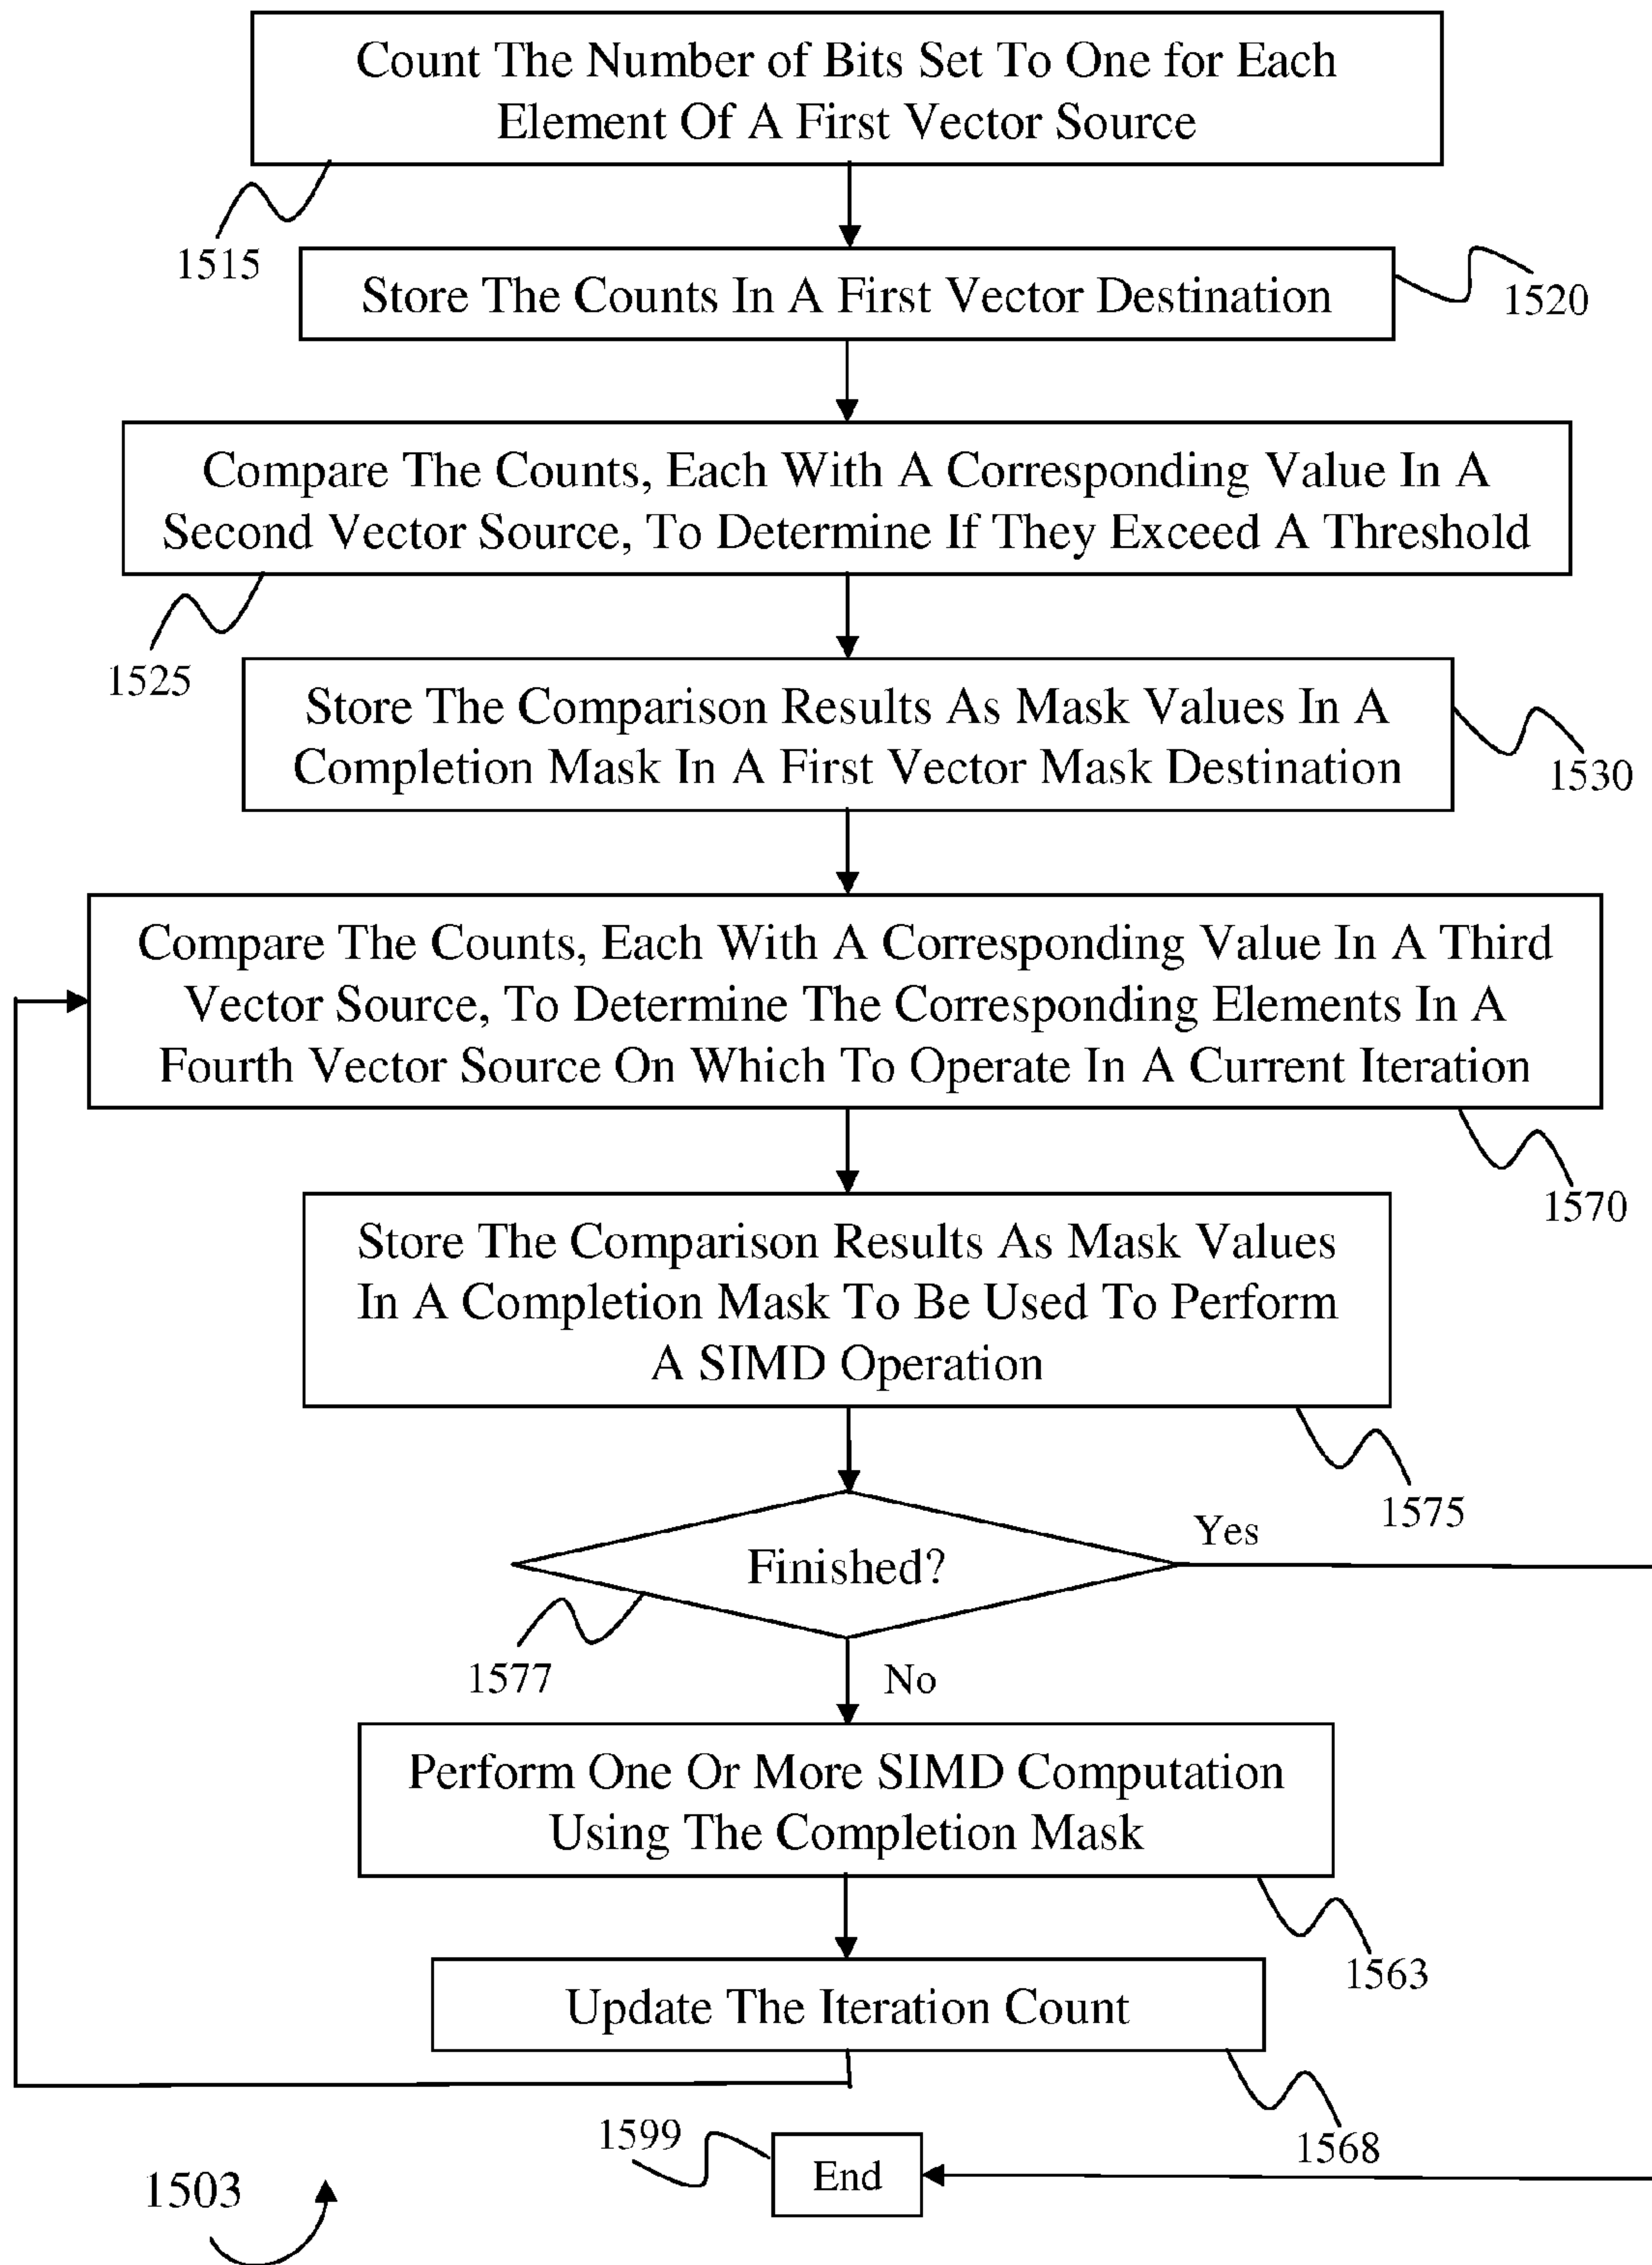 Count The Number of Bits Set To One for Each
Element Of A First Vector Source
1515
Store The Counts In A First Vector Destination
1520
Compare The Counts, Each With A Corresponding Value In A
Second Vector Source, To Determine If They Exceed A Threshold
1525
Store The Comparison Results As Mask Values In A
Completion Mask In A First Vector Mask Destination
1530
Compare The Counts, Each With A Corresponding Value In A Third
Vector Source, To Determine The Corresponding Elements In A
Fourth Vector Source On Which To Operate In A Current Iteration
1570
Store The Comparison Results As Mask Values
In A Completion Mask To Be Used To Perform
A SIMD Operation
1575
Finished?
Yes
1577
No
Perform One Or More SIMD Computation
Using The Completion Mask
1563
Update The Iteration Count
1568
1599
End
1503